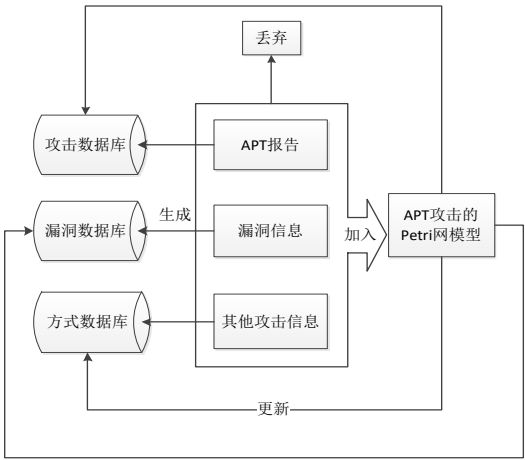 丢弃
攻击数据库
APT报告
生成
漏洞数据库
漏洞信息
加入
APT攻击的
Petri网模型
方式数据库
其他攻击信息
更新